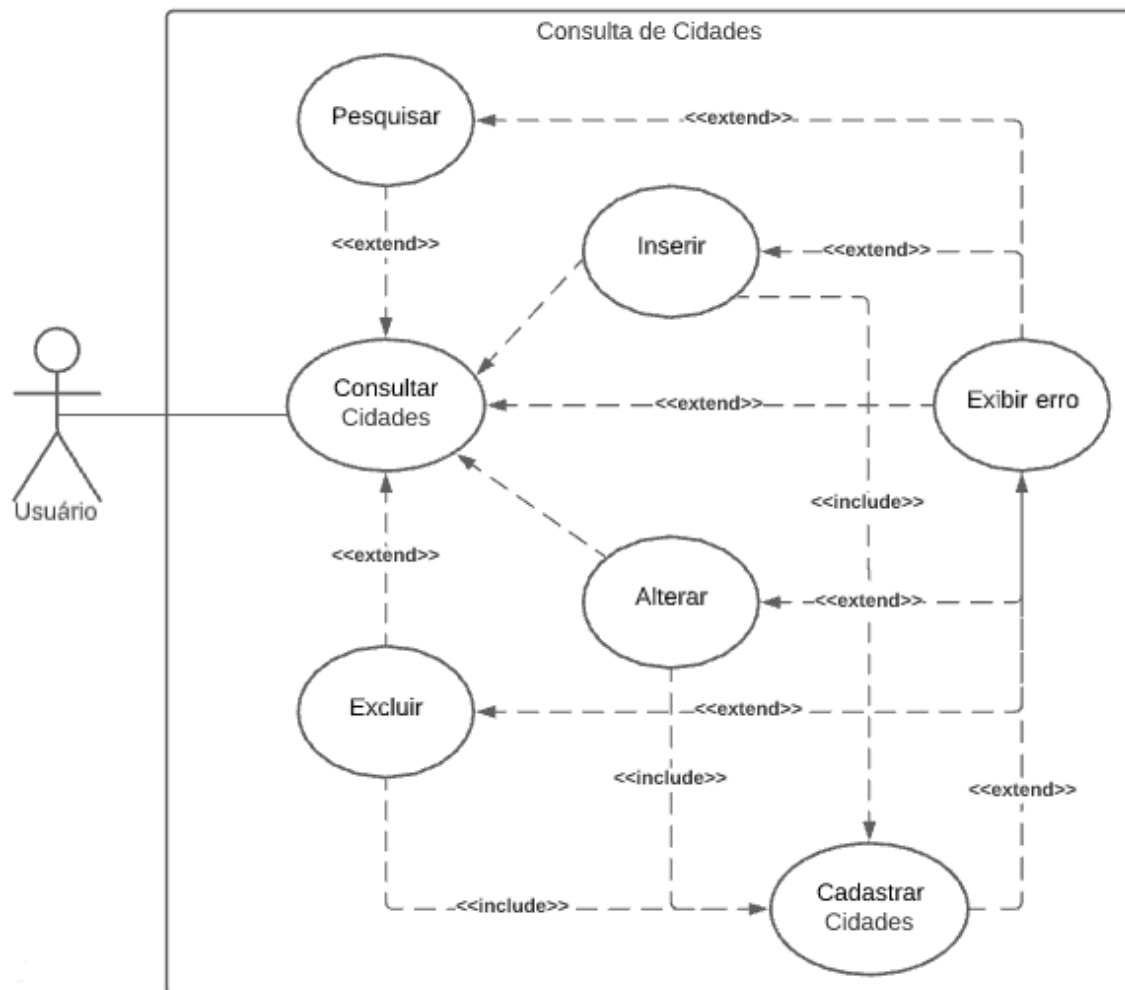 Consulta de Cidades
Pesquisar
<<extend>>
<<extend>>
Inserir
<<extend>>
Consultar
Cidades
<<extend>>
Exibir erro
Usuário
<<include>>
<<extend>>
Alterar
<<extend>>
Excluir
<<extend>>
<<include>>
<<extend>>
Cadastrar
Cidades
<<include>>